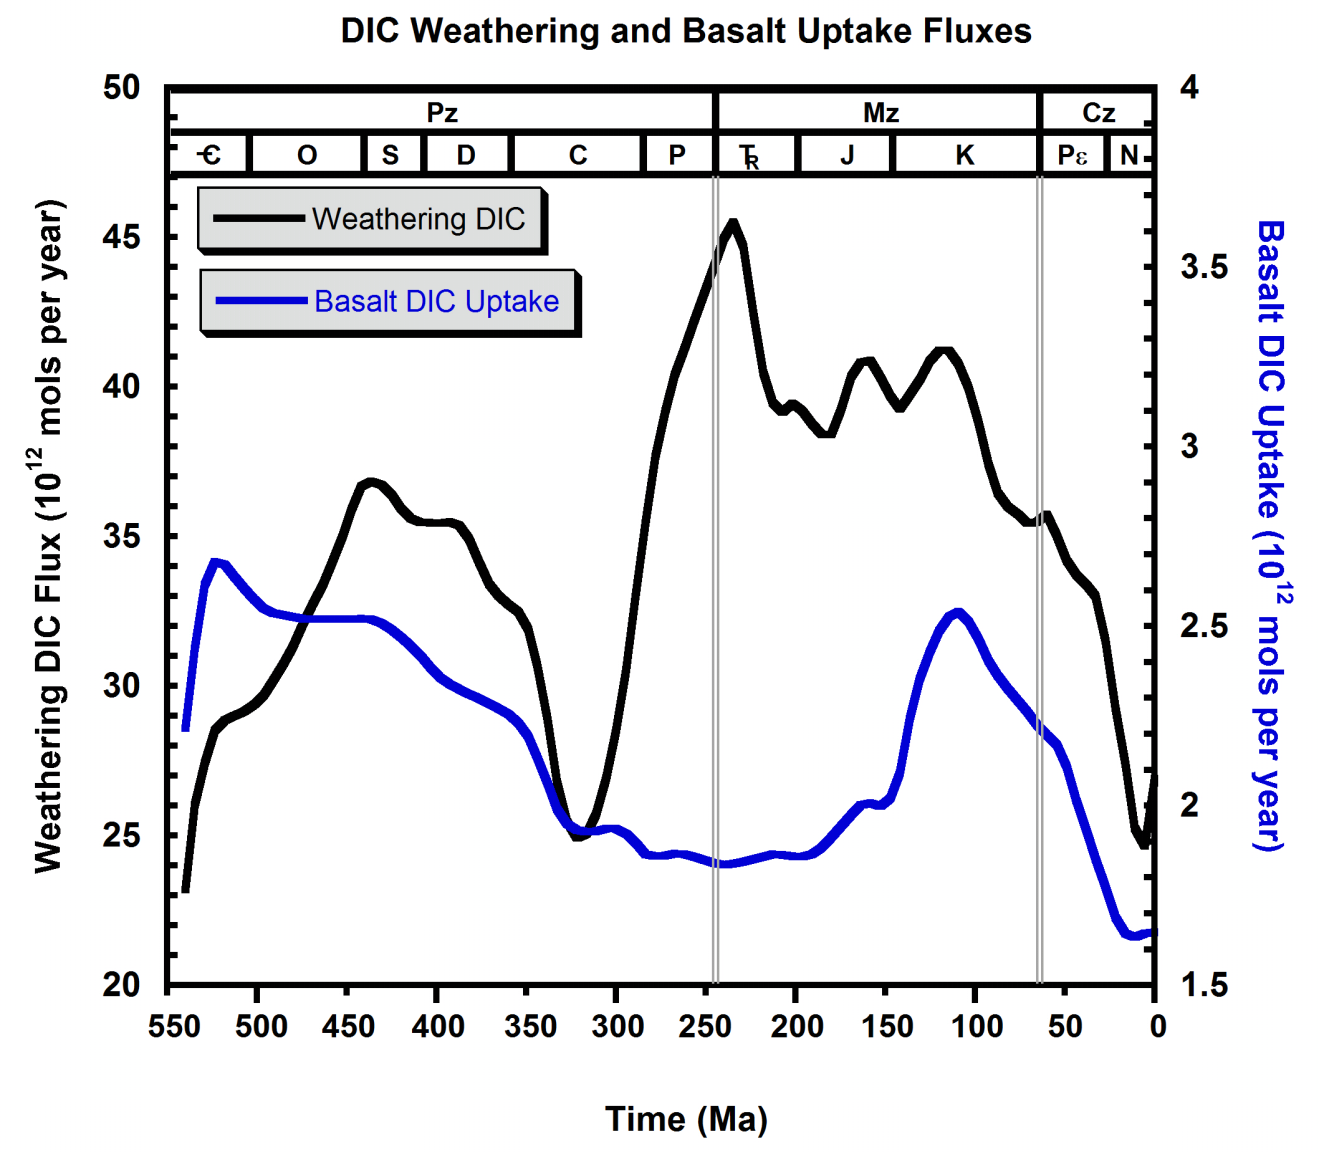 DIC Weathering and Basalt Uptake Fluxes
50
4
Pz Mz Cz
Ꞓ O S D C P TR J K Pε N
Weathering DIC
Basalt DIC Uptake
45
40
35
30
25
20
3.5
3
2.5
2
1.5
Weathering DIC Flux (10¹² mols per year)
Basalt DIC Uptake (10¹² mols per year)
550 500 450 400 350 300 250 200 150 100 50 0
Time (Ma)